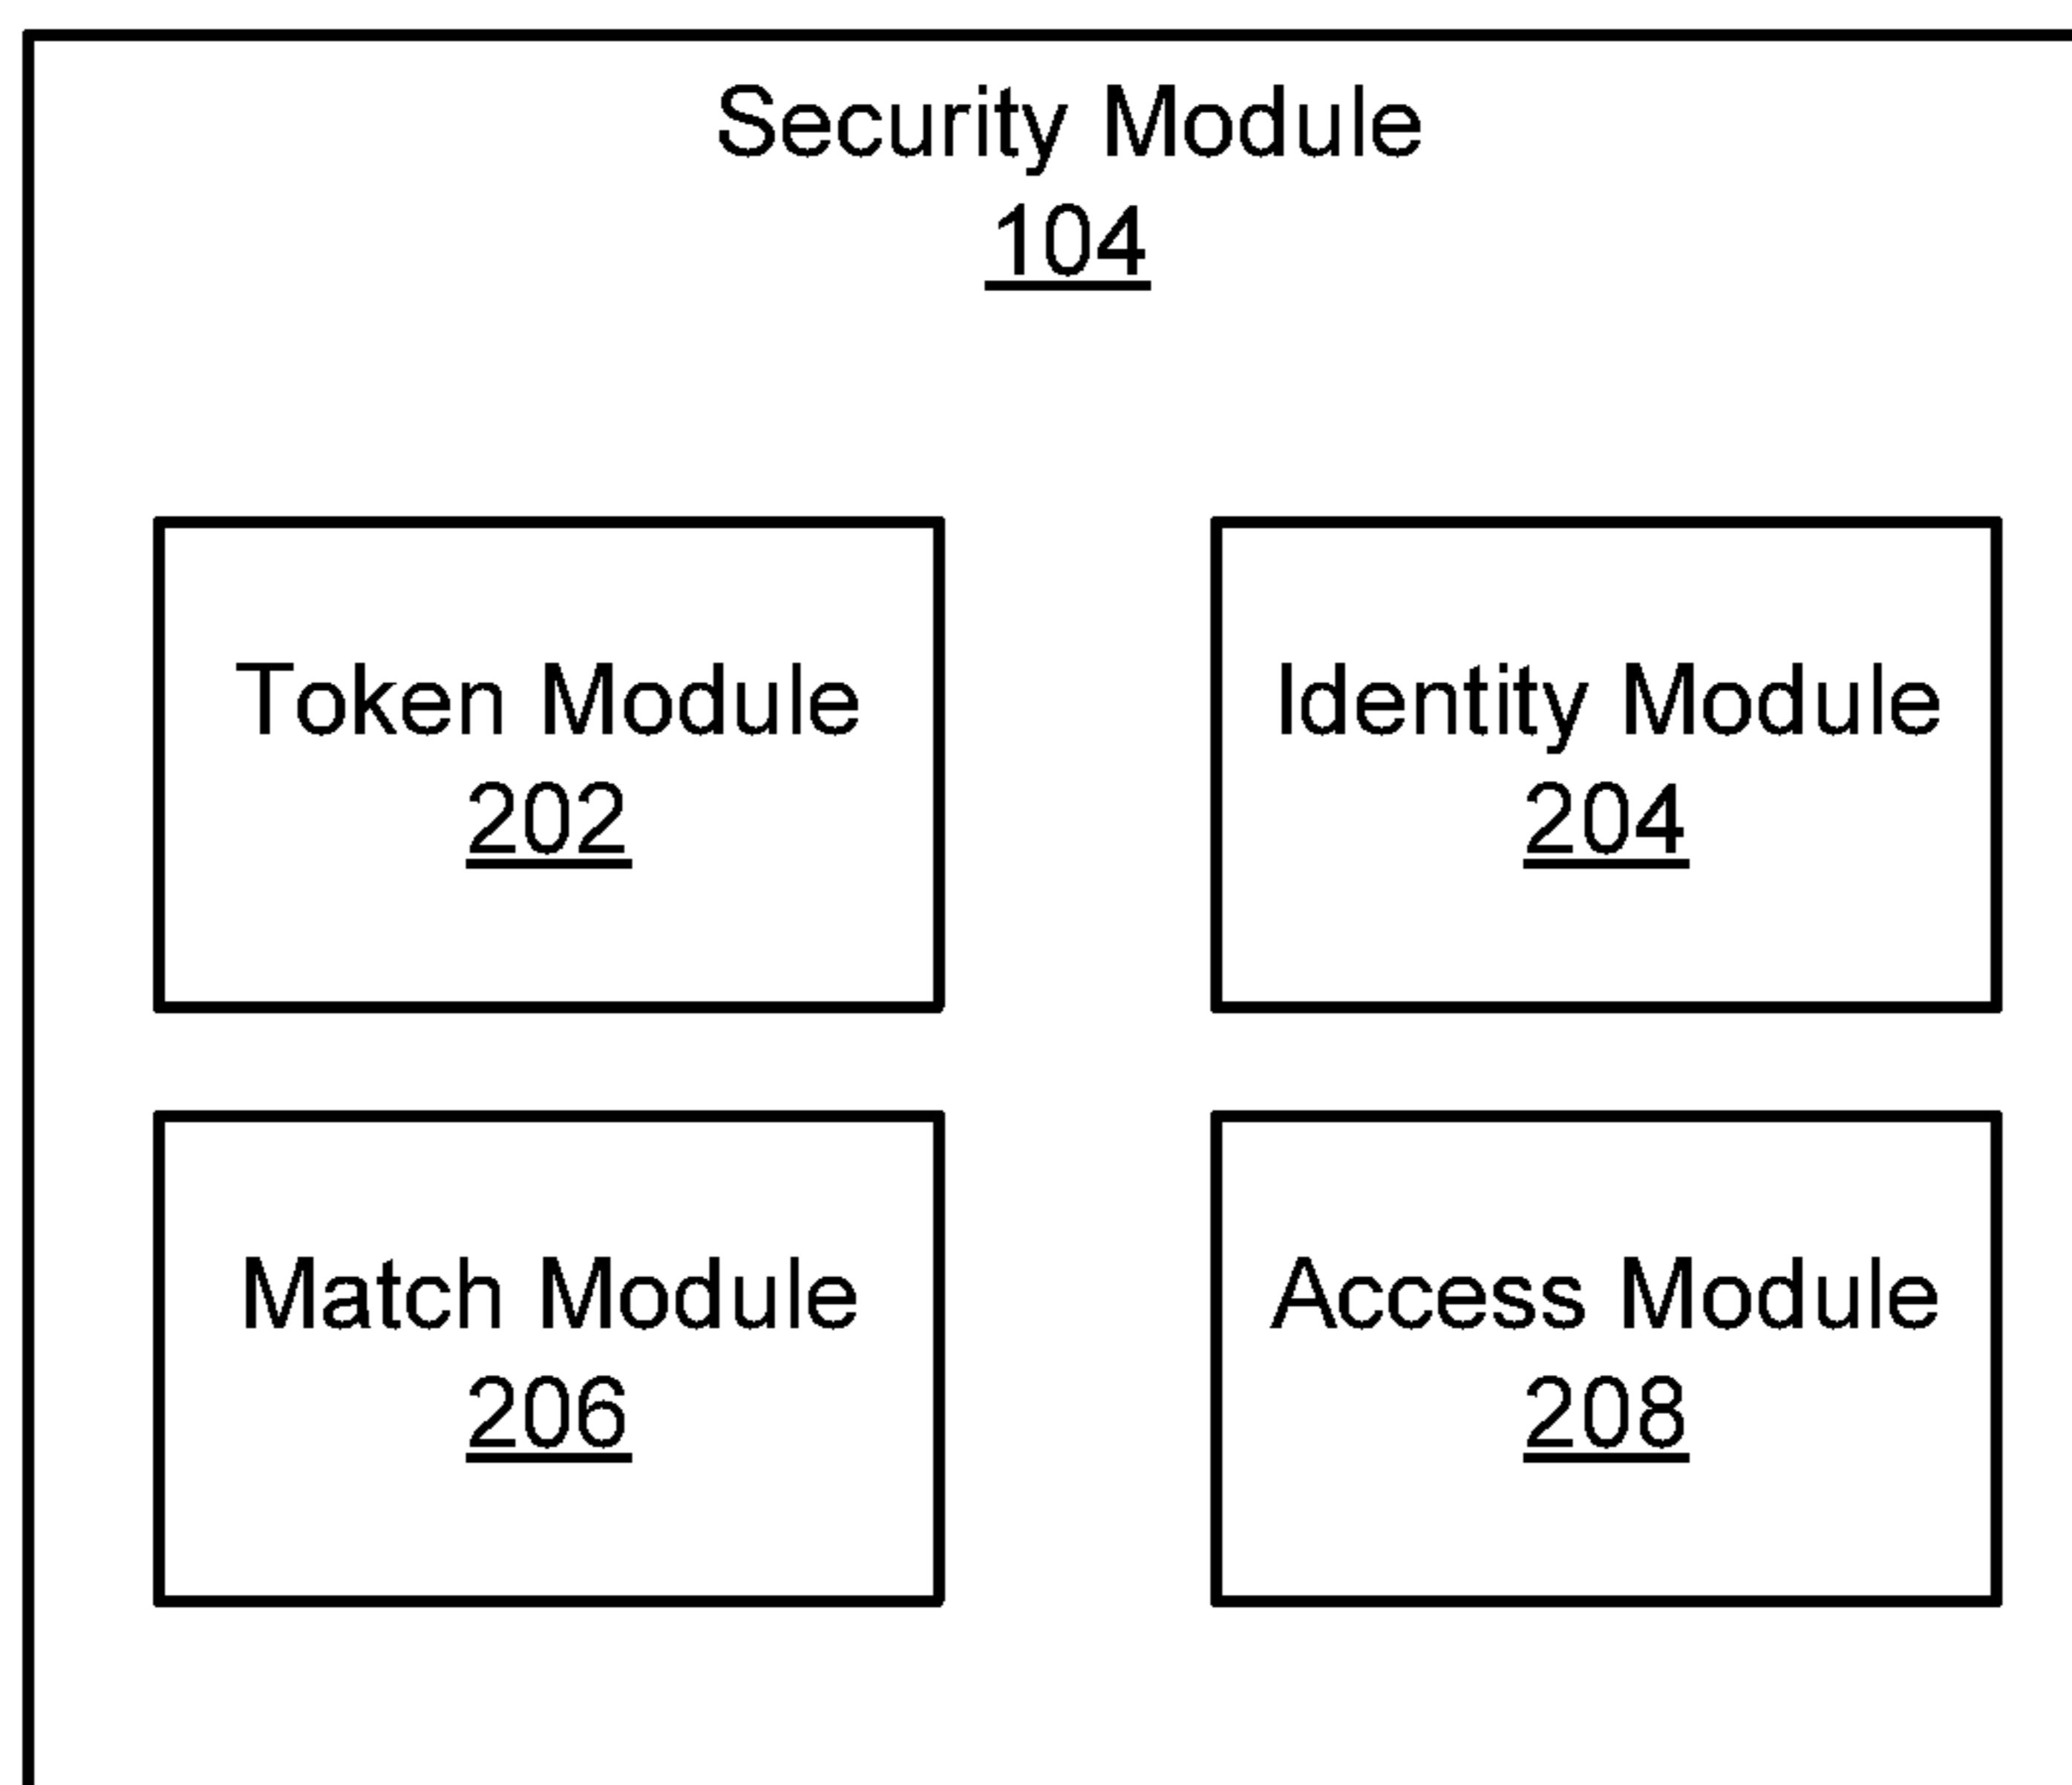 Security Module
104
Token Module
202
Identity Module
204
Match Module
206
Access Module
208